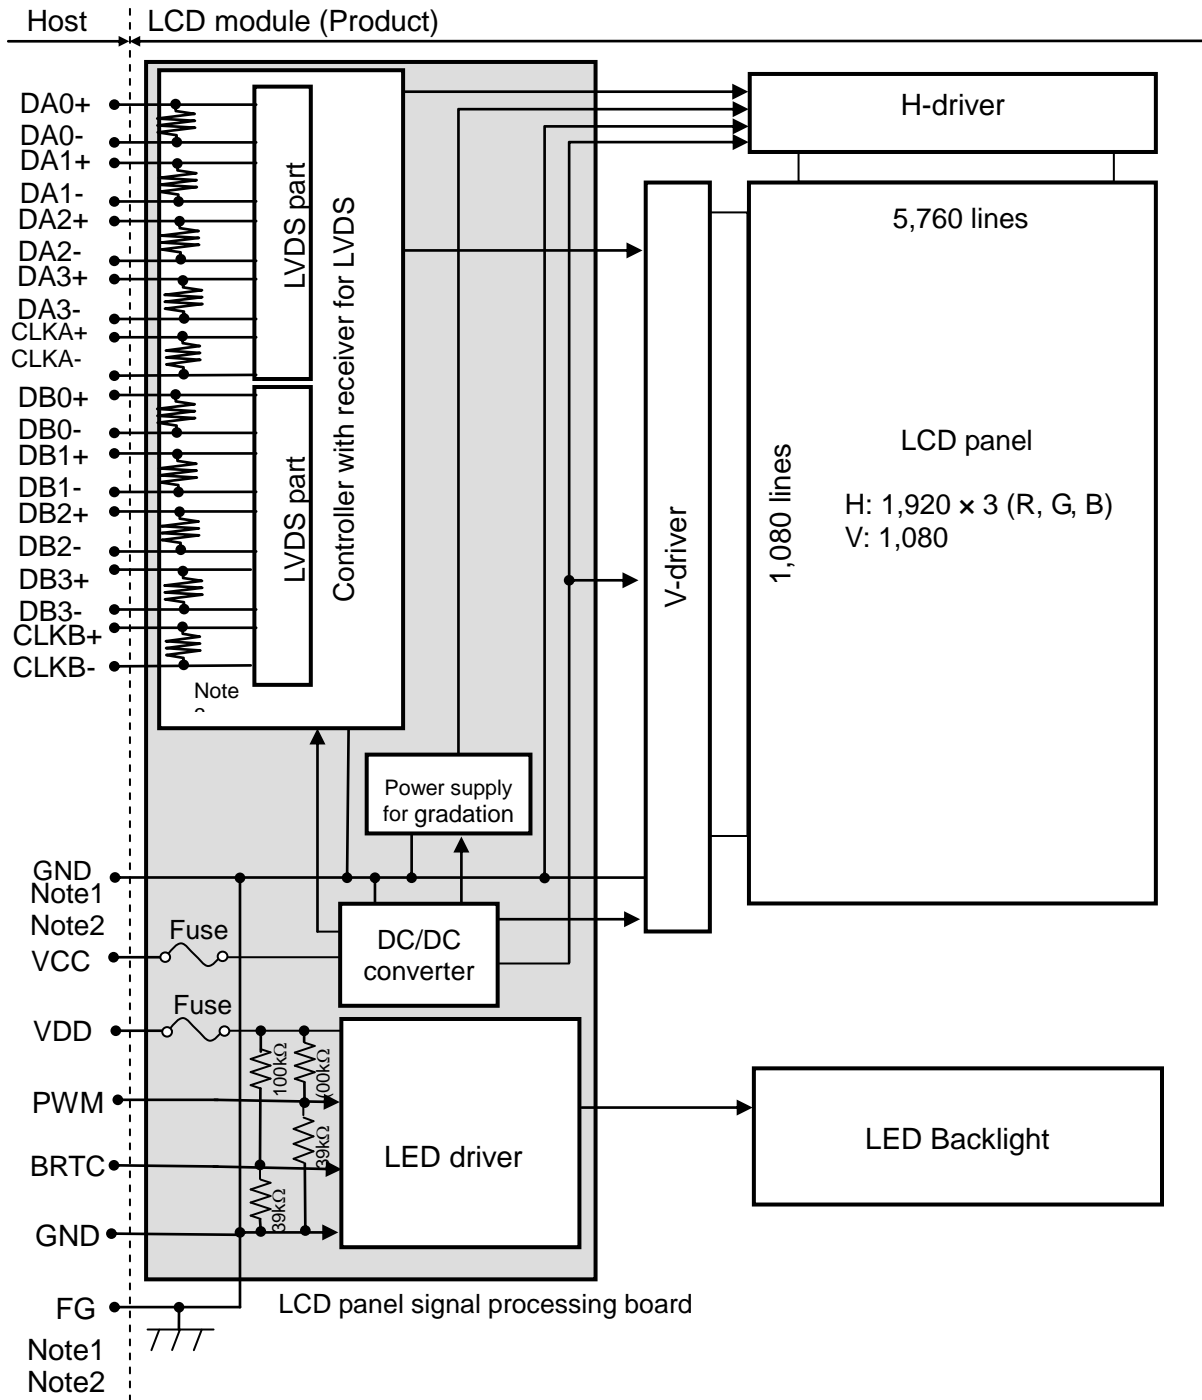 Host
LCD module (Product)
DA0+
DA0-
DA1+
DA1-
DA2+
DA2-
DA3+
DA3-
CLKA+
CLKA-
DB0+
DB0-
DB1+
DB1-
DB2+
DB2-
DB3+
DB3-
CLKB+
CLKB-
LVDS part
LVDS part
Controller with receiver for LVDS
Note
H-driver
5,760 lines
V-driver
1,080 lines
LCD panel
H: 1,920 × 3 (R, G, B)
V: 1,080
Power supply
for gradation
GND
Note1
Note2
VCC
Fuse
DC/DC
converter
VDD
Fuse
100kΩ
00kΩ
39kΩ
39kΩ
PWM
BRTC
GND
LED driver
LED Backlight
LCD panel signal processing board
FG
Note1
Note2